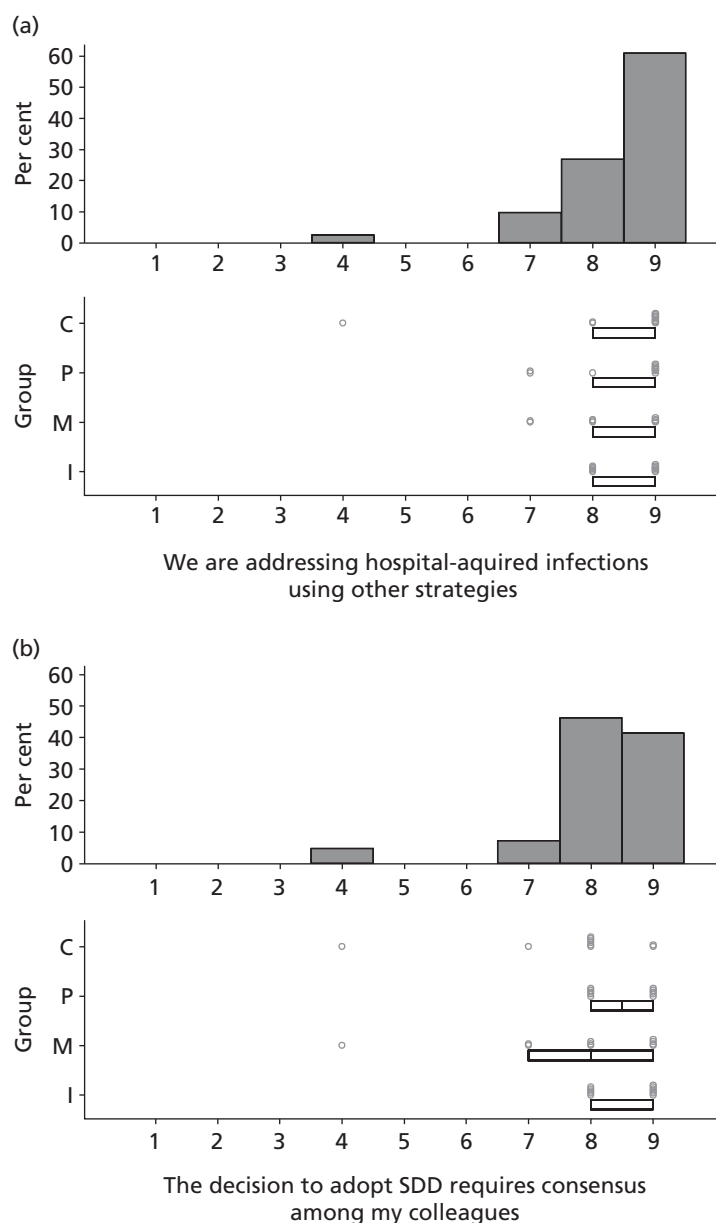 (a)
60
50
40
30
20
10
0
Per cent
1 2 3 4 5 6 7 8 9
C
P
M
I
Group
1 2 3 4 5 6 7 8 9
We are addressing hospital-aquired infections
using other strategies
(b)
60
50
40
30
20
10
0
Per cent
1 2 3 4 5 6 7 8 9
C
P
M
I
Group
1 2 3 4 5 6 7 8 9
The decision to adopt SDD requires consensus
among my colleagues